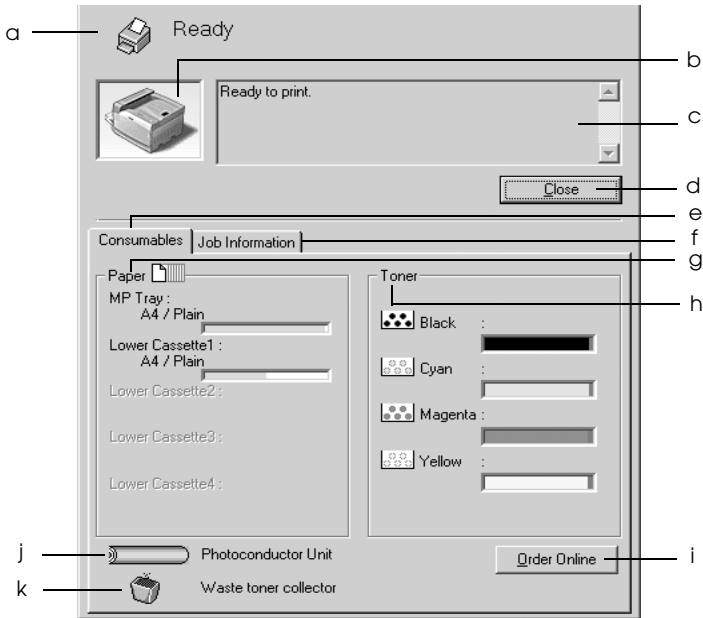 a
Ready
b
Ready to print.
c
Close
d
e
Consumables
Job Information
f
Paper
g
Toner
h
MP Tray :
A4 / Plain
Lower Cassette1 :
A4 / Plain
Lower Cassette2 :
Lower Cassette3 :
Lower Cassette4 :
Black :
Cyan :
Magenta :
Yellow :
j
Photoconductor Unit
Order Online
i
k
Waste toner collector